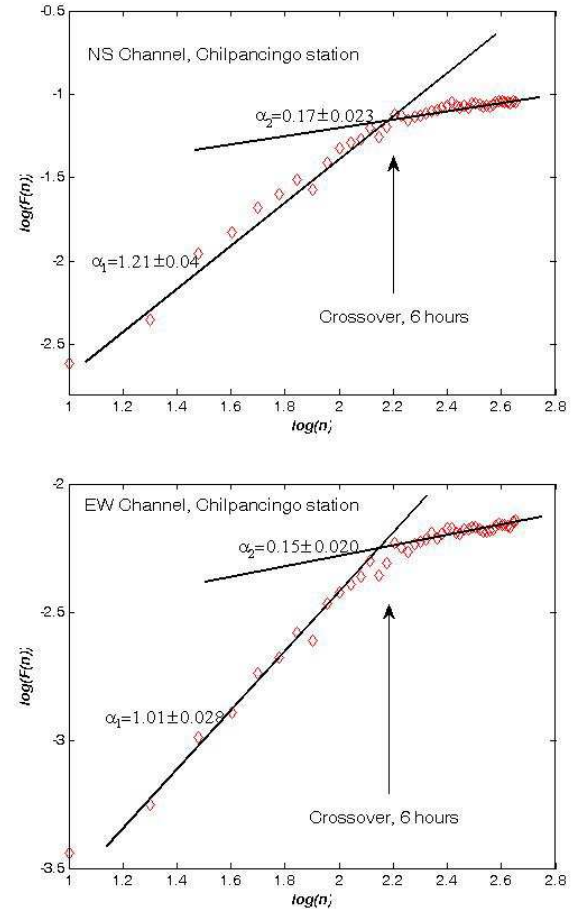 -0.5
NS Channel, Chilpancingo station
-1
α2=0.17±0.023
-1.5
log(F(n))
-2
α1=1.21±0.04
Crossover, 6 hours
-2.5
1 1.2 1.4 1.6 1.8 2 2.2 2.4 2.6 2.8
log(n)
-2
EW Channel, Chilpancingo station
α2=0.15±0.020
-2.5
log(F(n))
α1=1.01±0.028
-3
Crossover, 6 hours
-3.5
1 1.2 1.4 1.6 1.8 2 2.2 2.4 2.6 2.8
log(n)